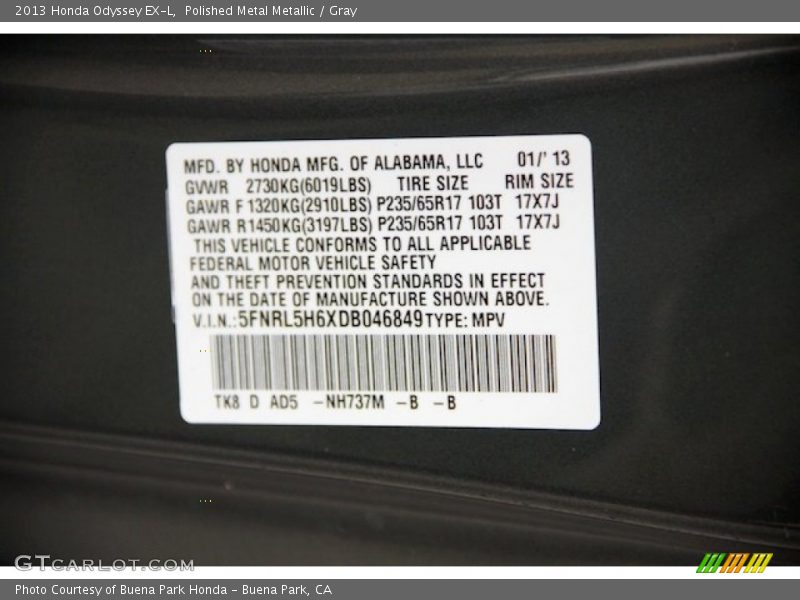 2013 Honda Odyssey EX-L, Polished Metal Metallic / Gray
MFD. BY HONDA MFG. OF ALABAMA, LLC 01/' 13
GVWR 2730KG(6019LBS) TIRE SIZE RIM SIZE
GAWR F 1320KG(2910LBS) P235/65R17 103T 17X7J
GAWR R1450KG(3197LBS) P235/65R17 103T 17X7J
THIS VEHICLE CONFORMS TO ALL APPLICABLE
FEDERAL MOTOR VEHICLE SAFETY
AND THEFT PREVENTION STANDARDS IN EFFECT
ON THE DATE OF MANUFACTURE SHOWN ABOVE.
V.I.N.:5FNRL5H6XDB046849 TYPE: MPV
TK8 D AD5 -NH737M -B -B
GTcarlot.com
Photo Courtesy of Buena Park Honda - Buena Park, CA